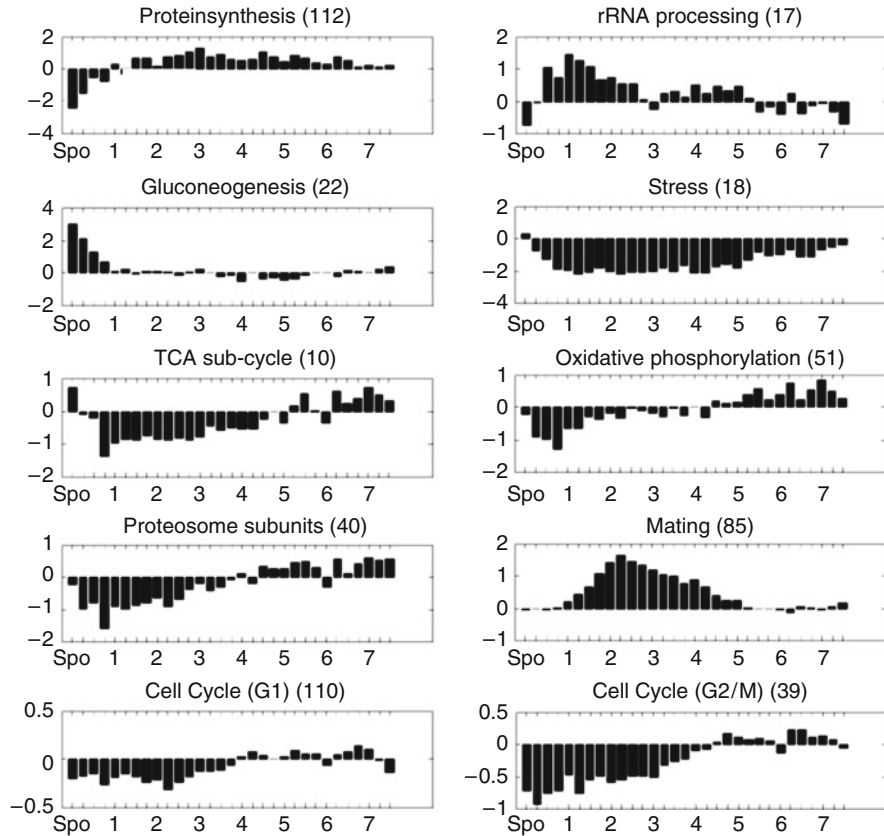 Proteinsynthesis (112)
2
0
−2
−4
Spo 1 2 3 4 5 6 7
rRNA processing (17)
2
1
0
−1
Spo 1 2 3 4 5 6 7
Gluconeogenesis (22)
4
2
0
−2
Spo 1 2 3 4 5 6 7
Stress (18)
2
0
−2
−4
Spo 1 2 3 4 5 6 7
TCA sub-cycle (10)
1
0
−1
−2
Spo 1 2 3 4 5 6 7
Oxidative phosphorylation (51)
1
0
−1
−2
Spo 1 2 3 4 5 6 7
Proteosome subunits (40)
1
0
−1
−2
Spo 1 2 3 4 5 6 7
Mating (85)
2
1
0
−1
Spo 1 2 3 4 5 6 7
Cell Cycle (G1) (110)
0.5
0
−0.5
Spo 1 2 3 4 5 6 7
Cell Cycle (G2/M) (39)
0.5
0
−0.5
−1
Spo 1 2 3 4 5 6 7